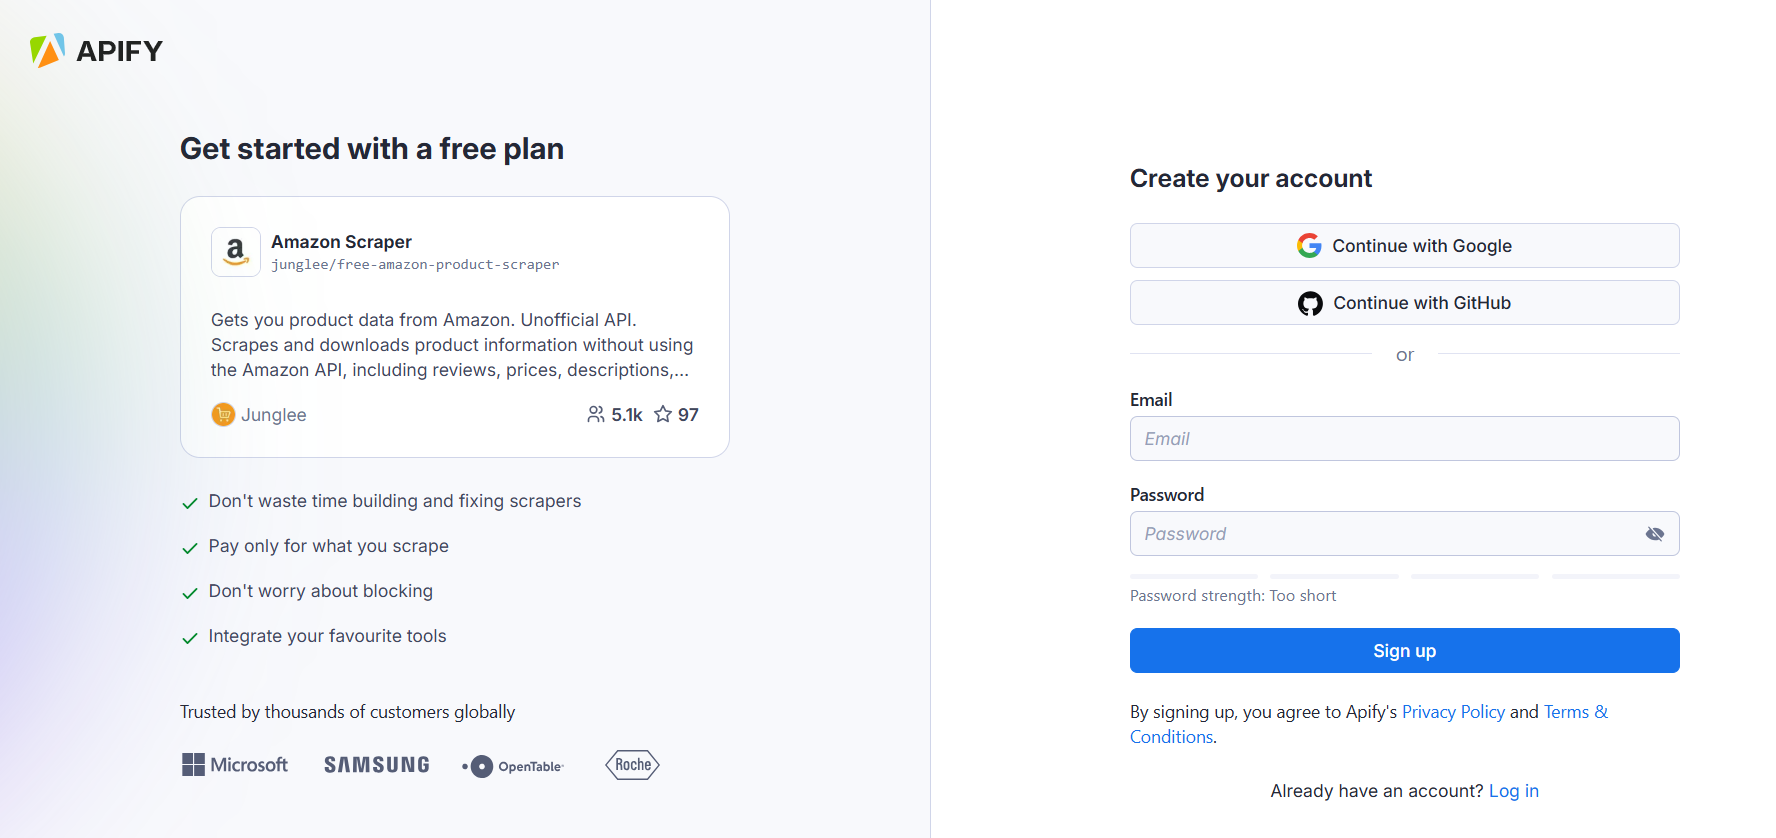 APIFY
Get started with a free plan
Amazon Scraper
junglee/free-amazon-product-scraper
Gets you product data from Amazon. Unofficial API.
Scrapes and downloads product information without using
the Amazon API, including reviews, prices, descriptions,...
Junglee 5.1k 97
Don't waste time building and fixing scrapers
Pay only for what you scrape
Don't worry about blocking
Integrate your favourite tools
Trusted by thousands of customers globally
Microsoft SAMSUNG OpenTable Roche
Create your account
Continue with Google
Continue with GitHub
or
Email
Email
Password
Password
Password strength: Too short
Sign up
By signing up, you agree to Apify's Privacy Policy and Terms &
Conditions.
Already have an account? Log in